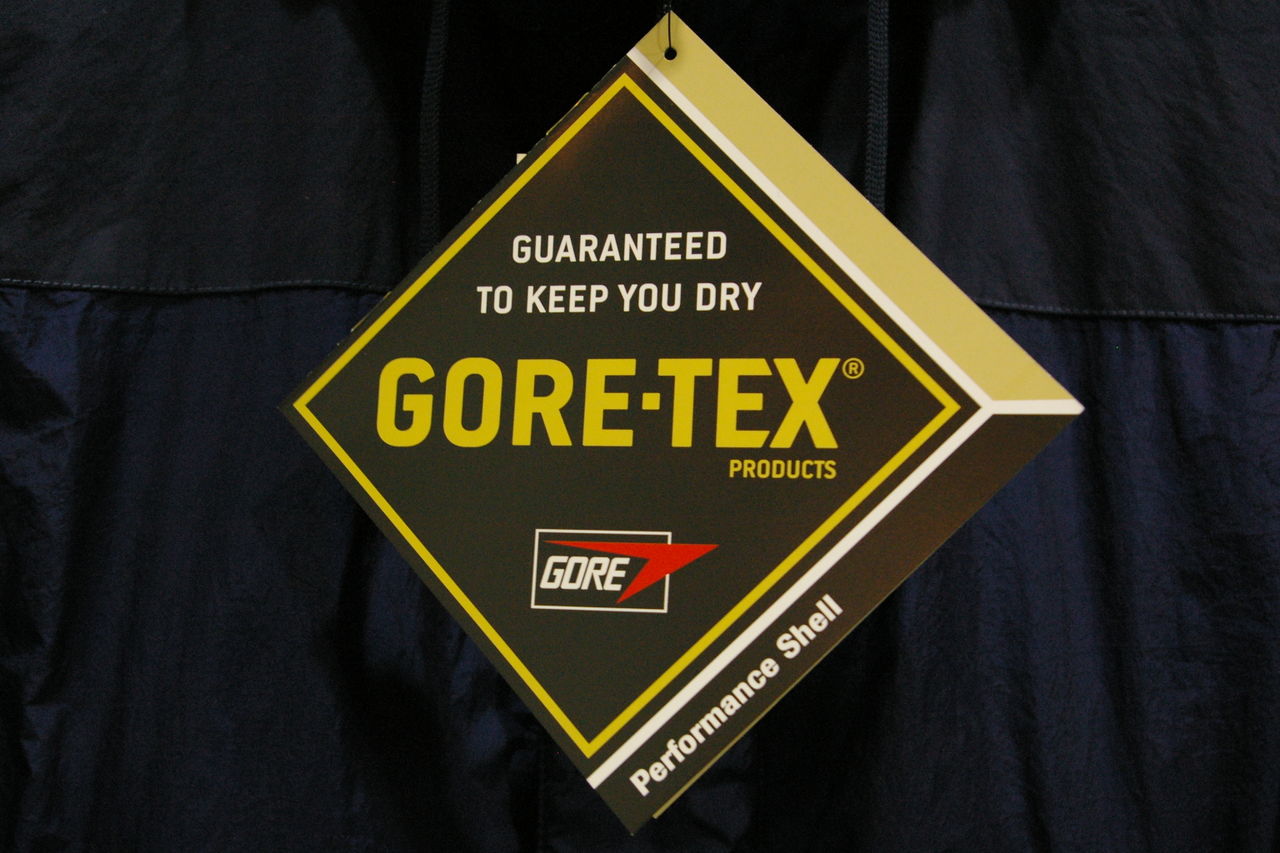 GUARANTEED
TO KEEP YOU DRY
GORE-TEX®
PRODUCTS
GORE
Performance Shell